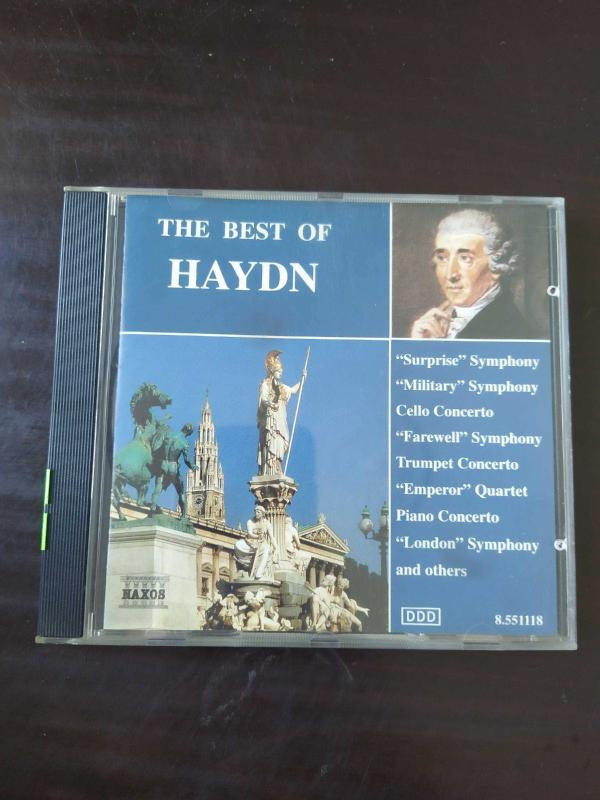 THE BEST OF
HAYDN
“Surprise” Symphony
“Military” Symphony
Cello Concerto
“Farewell” Symphony
Trumpet Concerto
“Emperor” Quartet
Piano Concerto
“London” Symphony
and others
NAXOS
DDD
8.551118